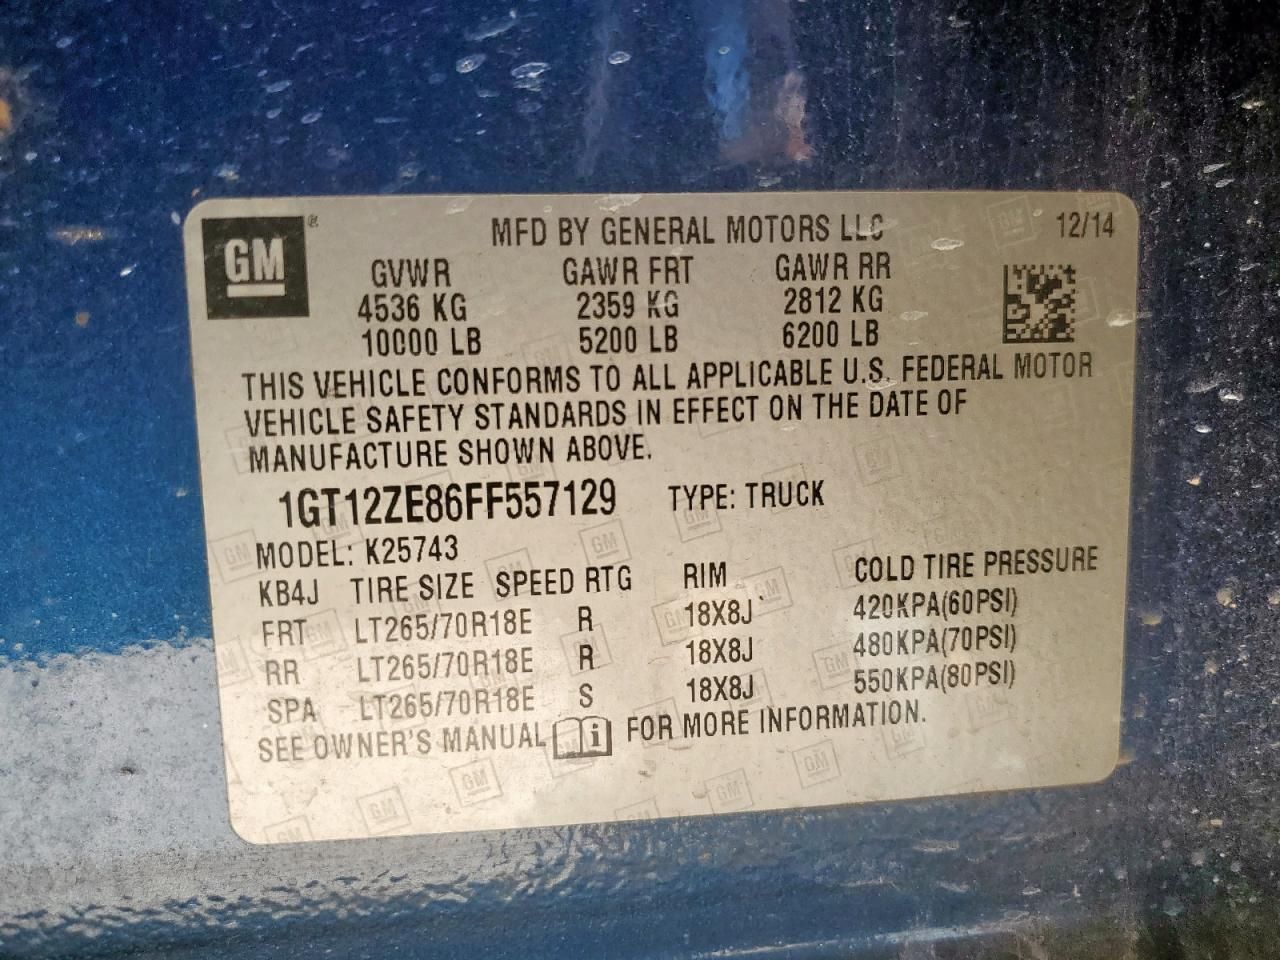 GM ® MFD BY GENERAL MOTORS LLC 12/14
GVWR GAWR FRT GAWR RR
4536 KG 2359 KG 2812 KG
10000 LB 5200 LB 6200 LB
THIS VEHICLE CONFORMS TO ALL APPLICABLE U.S. FEDERAL MOTOR
VEHICLE SAFETY STANDARDS IN EFFECT ON THE DATE OF
MANUFACTURE SHOWN ABOVE.
1GT12ZE86FF557129 TYPE: TRUCK
MODEL: K25743
KB4J TIRE SIZE SPEED RTG RIM COLD TIRE PRESSURE
FRT LT265/70R18E R 18X8J 420KPA(60PSI)
RR LT265/70R18E R 18X8J 480KPA(70PSI)
SPA LT265/70R18E S 18X8J 550KPA(80PSI)
SEE OWNER'S MANUAL i FOR MORE INFORMATION.